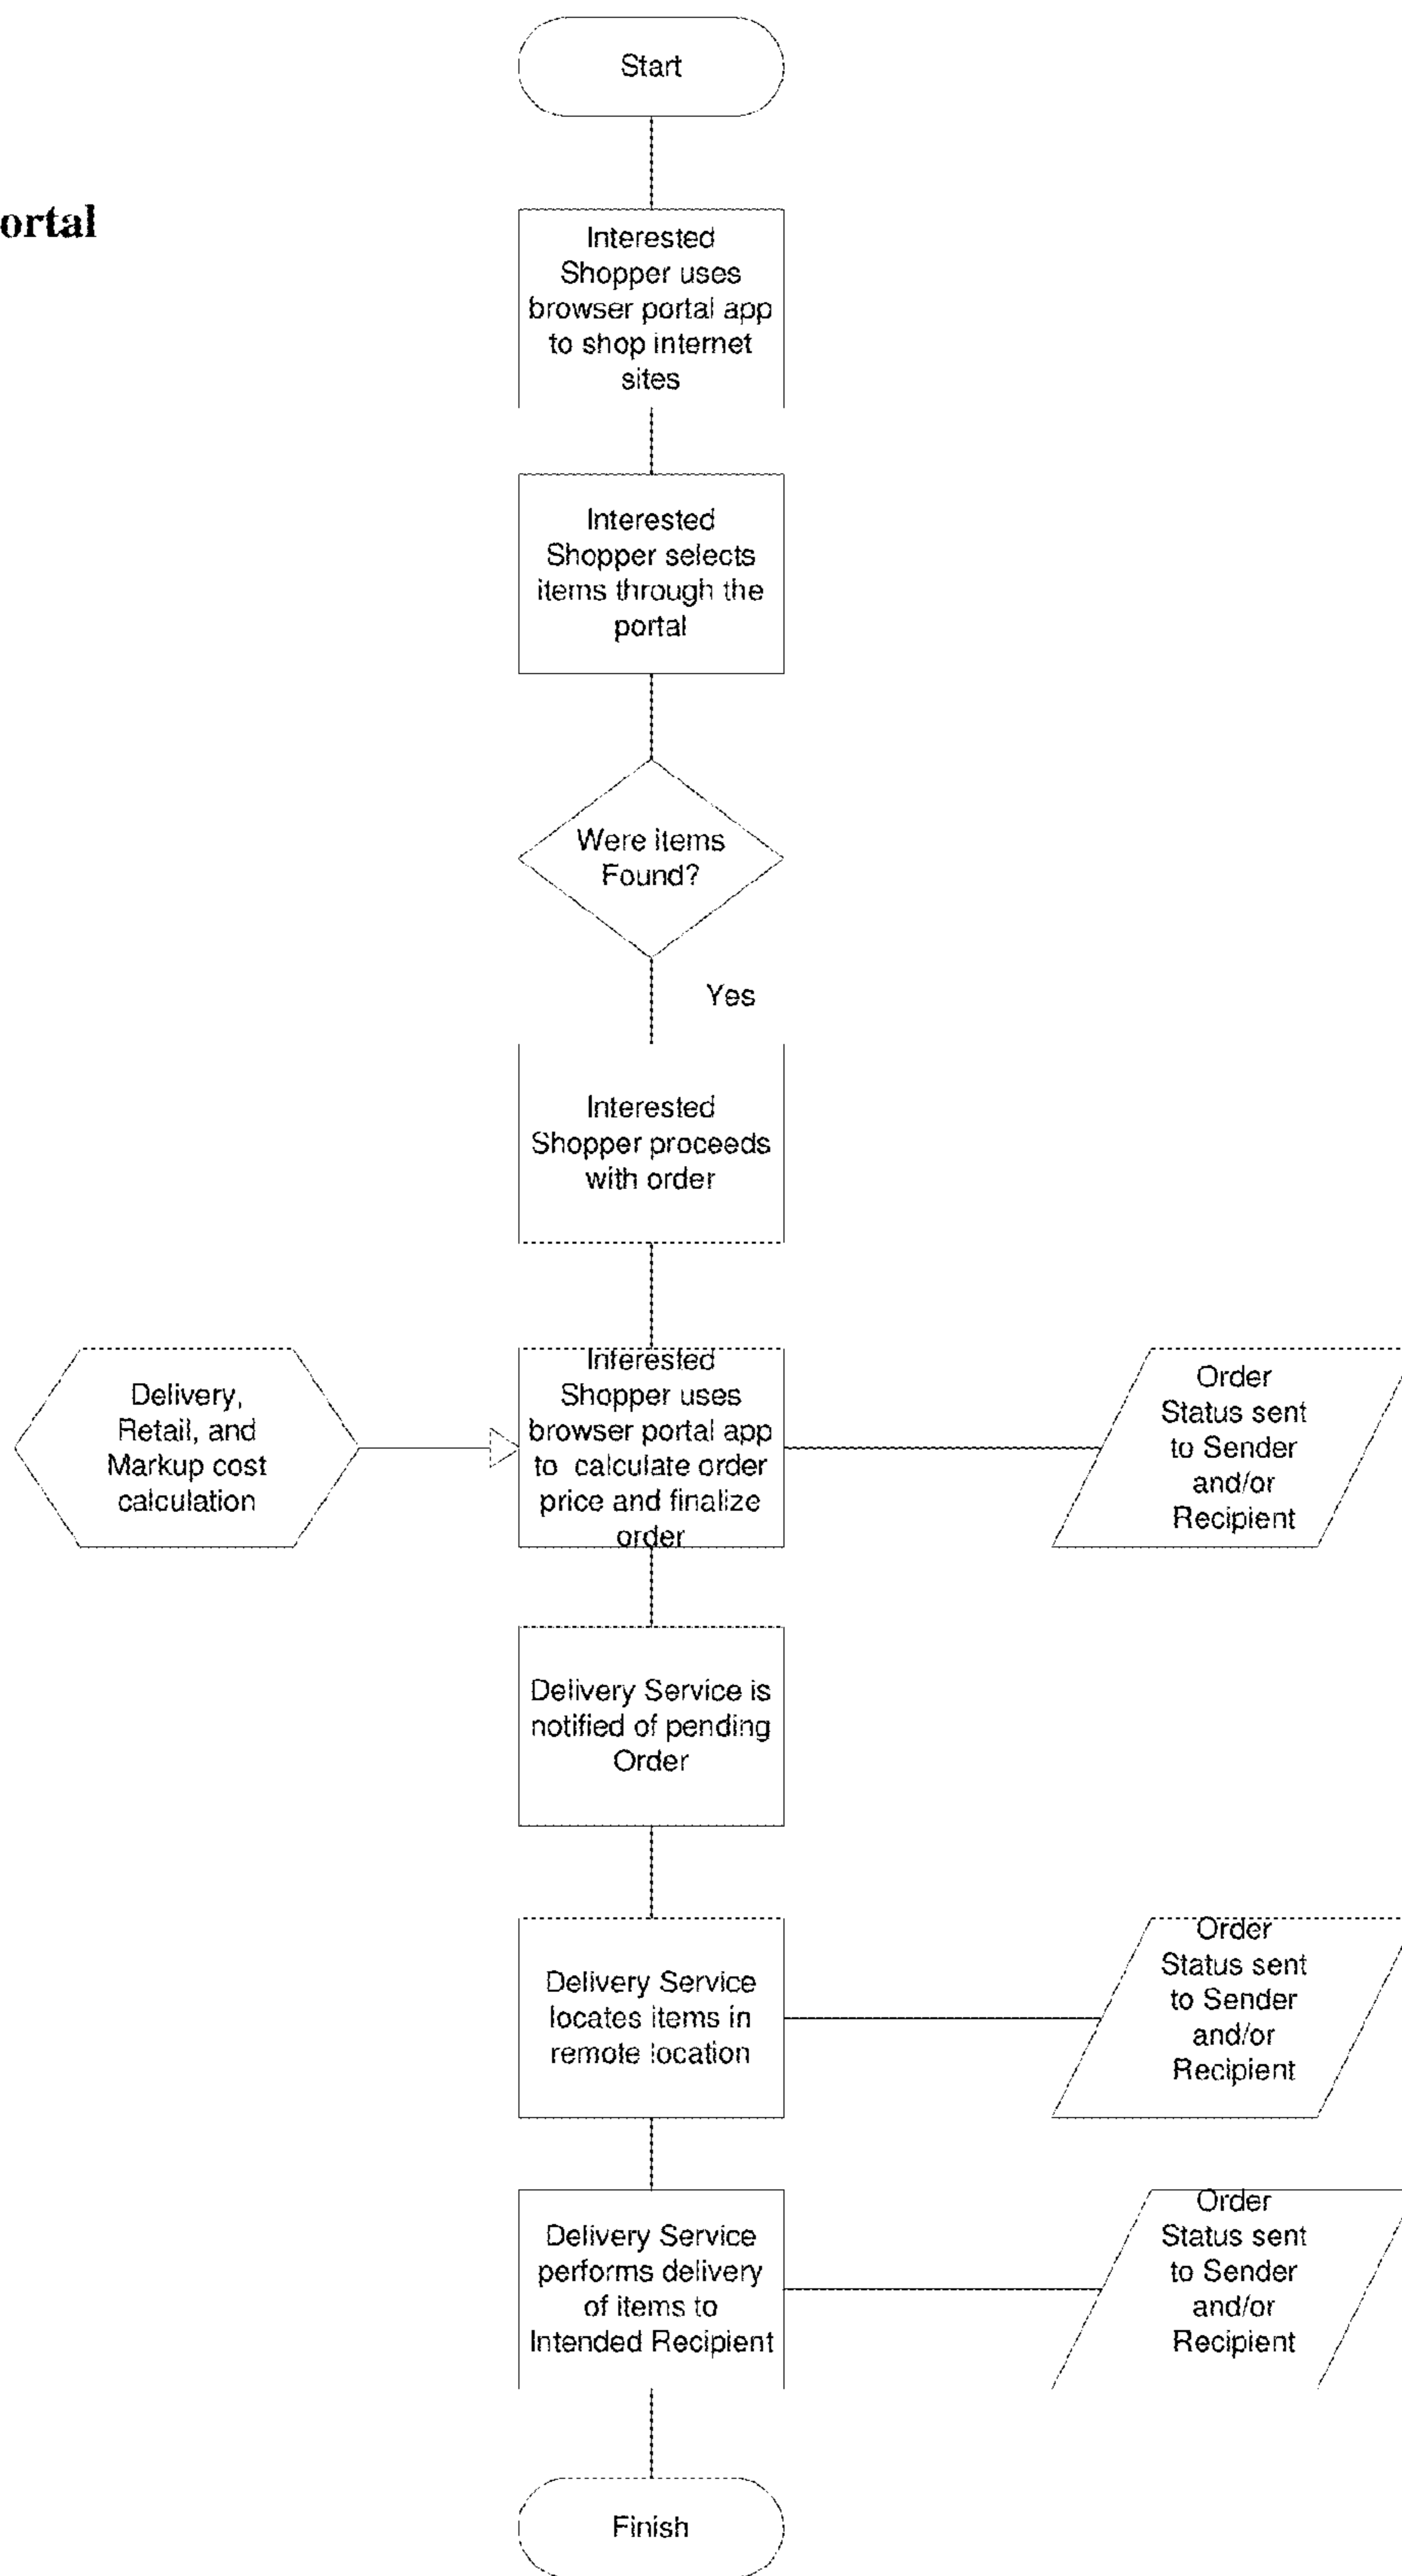 Start
ortal
Interested
Shopper uses
browser portal app
to shop internet
sites
Interested
Shopper selects
items through the
portal
Were items
Found?
Yes
Interested
Shopper proceeds
with order
Delivery,
Retail, and
Markup cost
calculation
Interested
Shopper uses
browser portal app
to calculate order
price and finalize
order
Order
Status sent
to Sender
and/or
Recipient
Delivery Service is
notified of pending
Order
Delivery Service
locates items in
remote location
Order
Status sent
to Sender
and/or
Recipient
Delivery Service
performs delivery
of items to
Intended Recipient
Order
Status sent
to Sender
and/or
Recipient
Finish